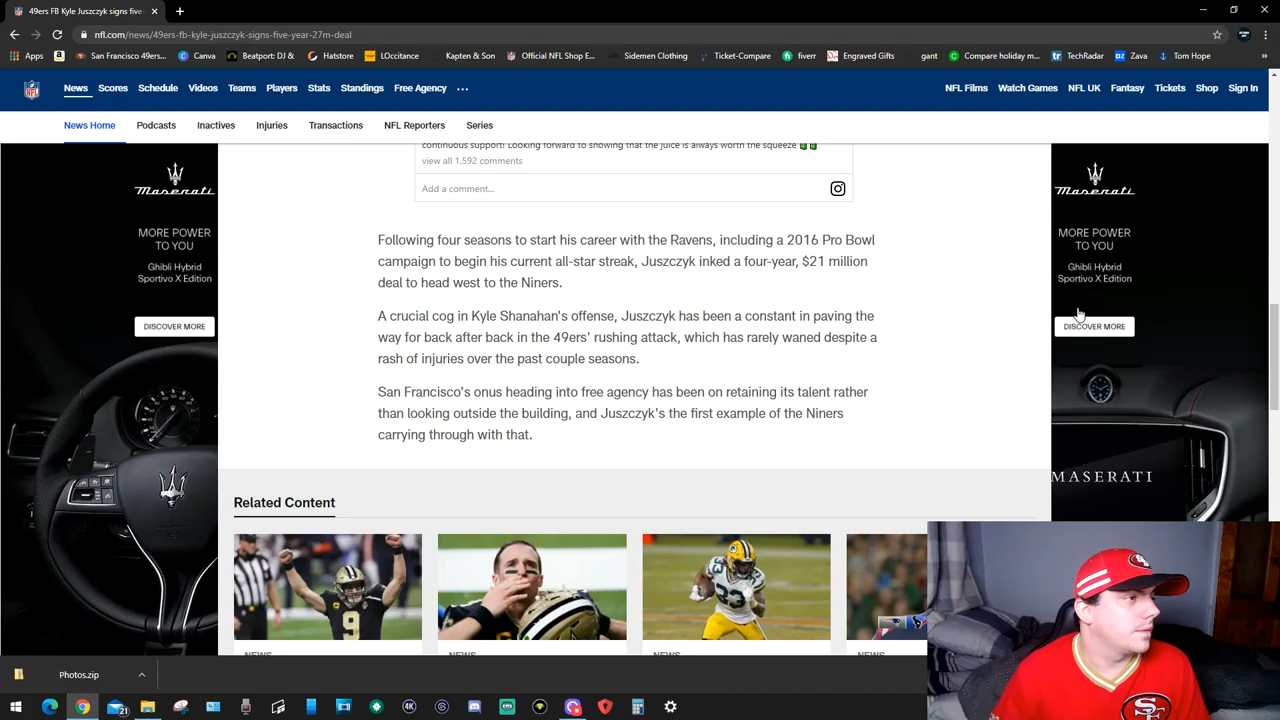 49ers FB Kyle Juszczyk signs five-year
nfl.com/news/49ers-fb-kyle-juszczyk-signs-five-year-27m-deal
San Francisco 49ers... Canva Beatport: DJ & Hatstore LOccitance Kapten & Son Official NFL Shop E... Sidemen Clothing Ticket-Compare fiverr Engraved Gifts gant Compare holiday m... TechRadar Zava Tom Hope
News Scores Schedule Videos Teams Players Stats Standings Free Agency ••• NFL Films Watch Games NFL UK Fantasy Tickets Shop Sign In
News Home Podcasts Inactives Injuries Transactions NFL Reporters Series
continuous support! Looking forward to showing that the juice is always worth the squeeze
view all 1,592 comments
Add a comment...
Maserati
MORE POWER
TO YOU
Ghibli Hybrid
Sportivo X Edition
DISCOVER MORE
Following four seasons to start his career with the Ravens, including a 2016 Pro Bowl
campaign to begin his current all-star streak, Juszczyk inked a four-year, $21 million
deal to head west to the Niners.
A crucial cog in Kyle Shanahan's offense, Juszczyk has been a constant in paving the
way for back after back in the 49ers' rushing attack, which has rarely waned despite a
rash of injuries over the past couple seasons.
San Francisco's onus heading into free agency has been on retaining its talent rather
than looking outside the building, and Juszczyk's the first example of the Niners
carrying through with that.
Maserati
MORE POWER
TO YOU
Ghibli Hybrid
Sportivo X Edition
DISCOVER MORE
MASERATI
Related Content
9
33
NEWS NEWS NEWS
SF
SF
Photos.zip
21
4K